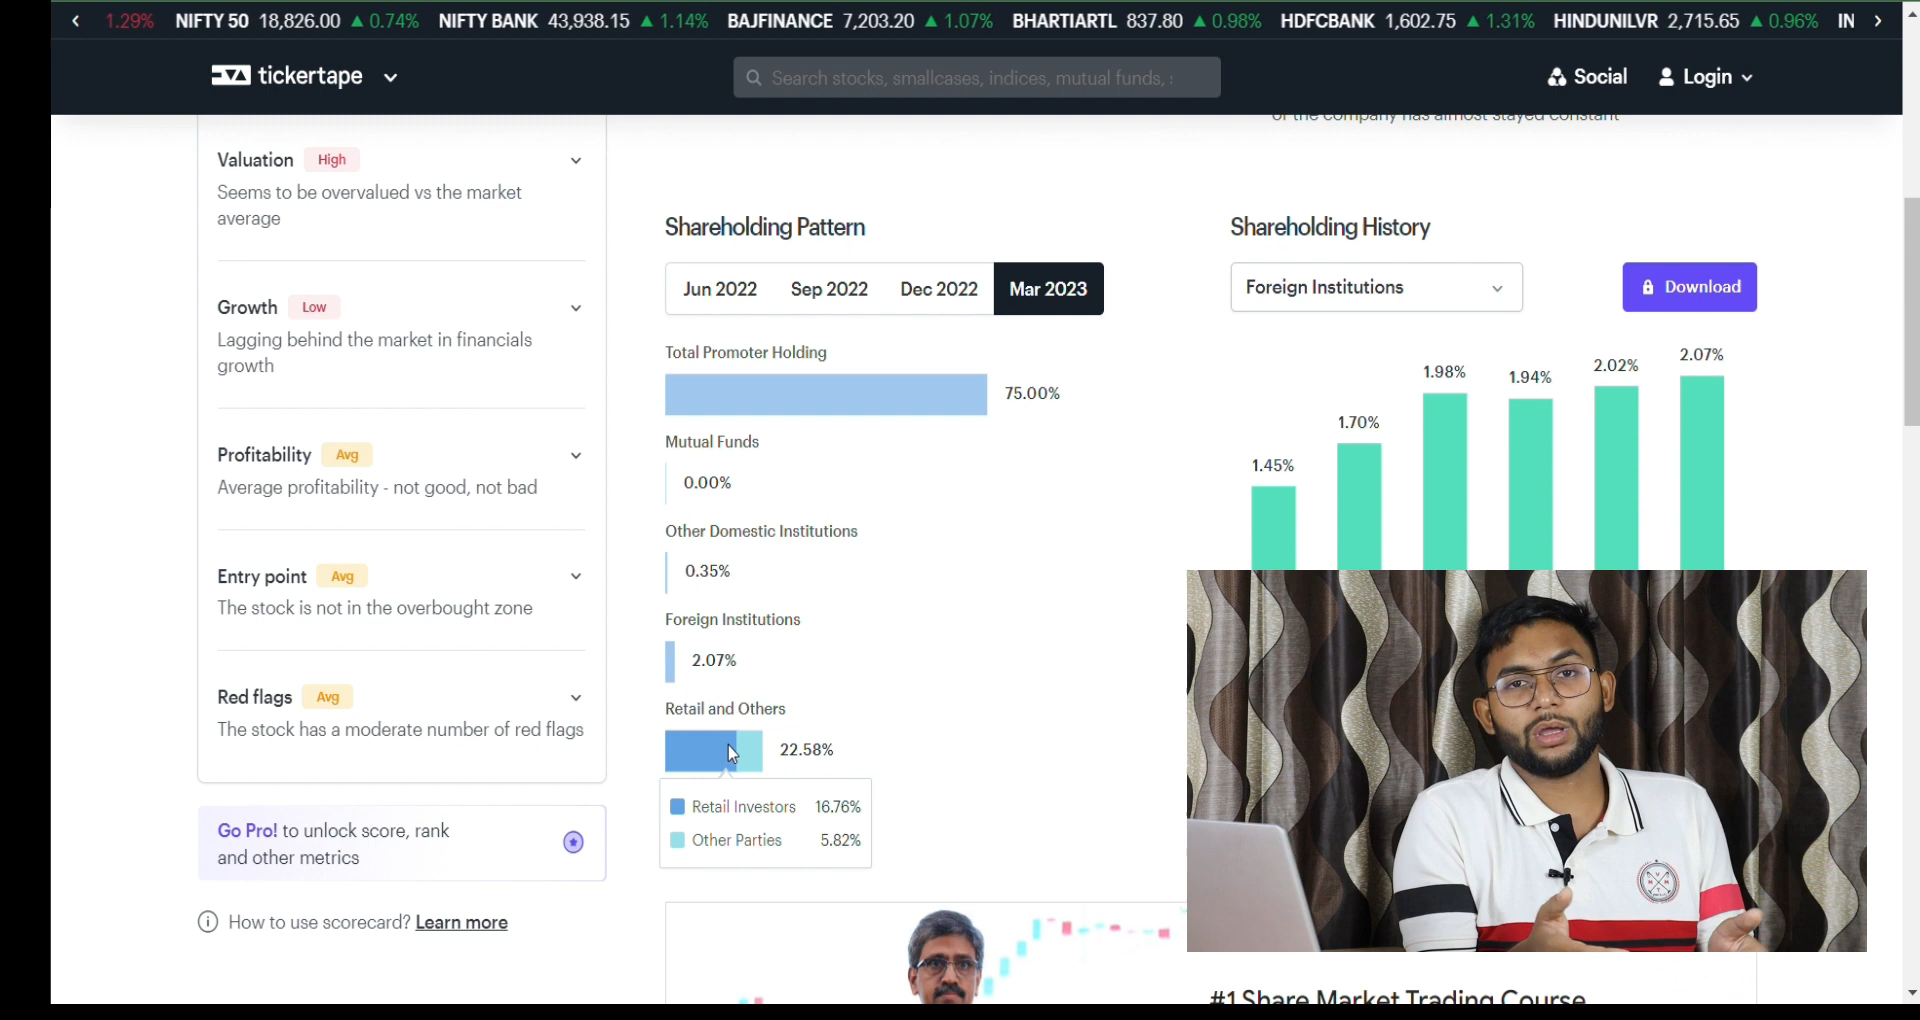 1.29% NIFTY 50 18,826.00 ▲ 0.74% NIFTY BANK 43,938.15 ▲ 1.14% BAJFINANCE 7,203.20 ▲ 1.07% BHARTIARTL 837.80 ▲ 0.98% HDFCBANK 1,602.75 ▲ 1.31% HINDUNILVR 2,715.65 ▲ 0.96% IN
tickertape
Search stocks, smallcases, indices, mutual funds, :
Social
Login
of the company has almost stayed constant
Valuation High
Seems to be overvalued vs the market
average
Growth Low
Lagging behind the market in financials
growth
Profitability Avg
Average profitability - not good, not bad
Entry point Avg
The stock is not in the overbought zone
Red flags Avg
The stock has a moderate number of red flags
Go Pro! to unlock score, rank
and other metrics
How to use scorecard? Learn more
Shareholding Pattern
Jun 2022 Sep 2022 Dec 2022 Mar 2023
Total Promoter Holding
75.00%
Mutual Funds
0.00%
Other Domestic Institutions
0.35%
Foreign Institutions
2.07%
Retail and Others
22.58%
Retail Investors 16.76%
Other Parties 5.82%
Shareholding History
Foreign Institutions
Download
1.45% 1.70% 1.98% 1.94% 2.02% 2.07%
#1 Share Market Trading Course